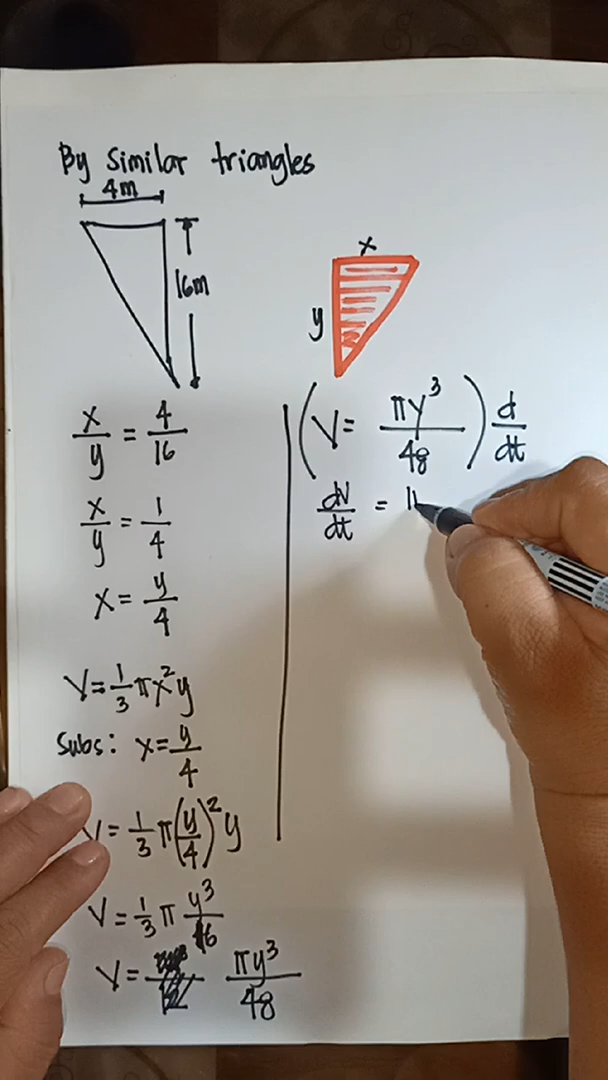 By Similar triangles
4m
16m
x
y
x/y = 4/16
x/y = 1/4
x = y/4
V = 1/3 πx²y
Subs: x = y/4
V = 1/3 π(y/4)² y
V = 1/3 π y³/16
V = πy³/48
(V = πy³/48) d/dt
dV/dt =